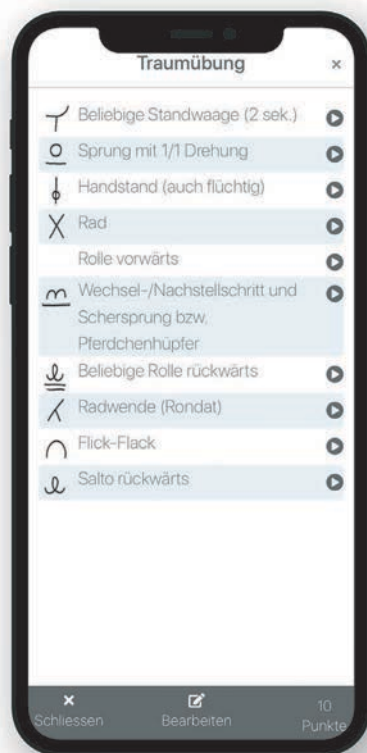 Traumübung ×
Beliebige Standwaage (2 sek.)
Sprung mit 1/1 Drehung
Handstand (auch flüchtig)
Rad
Rolle vorwärts
Wechsel-/Nachstellschritt und
Schersprung bzw.
Pferdchenhüpfer
Beliebige Rolle rückwärts
Radwende (Rondat)
Flick-Flack
Salto rückwärts
Schliessen
Bearbeiten
10
Punkte